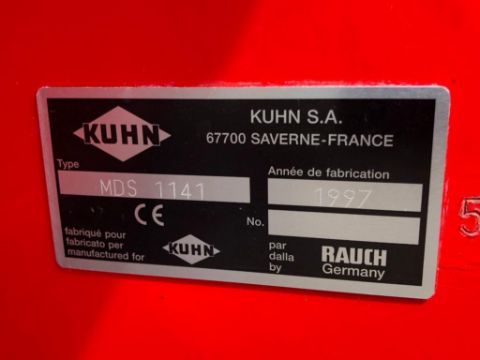 KUHN
KUHN S.A.
67700 SAVERNE-FRANCE
Type
MDS 1141
Année de fabrication
1997
CE
No.
fabriqué pour
fabricato per
manufactured for
KUHN
par
dalla
by
RAUCH
Germany
5